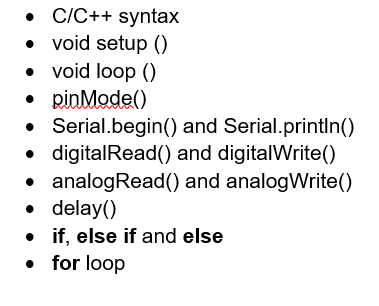 • C/C++ syntax
• void setup ()
• void loop ()
• pinMode()
• Serial.begin() and Serial.println()
• digitalRead() and digitalWrite()
• analogRead() and analogWrite()
• delay()
• if, else if and else
• for loop